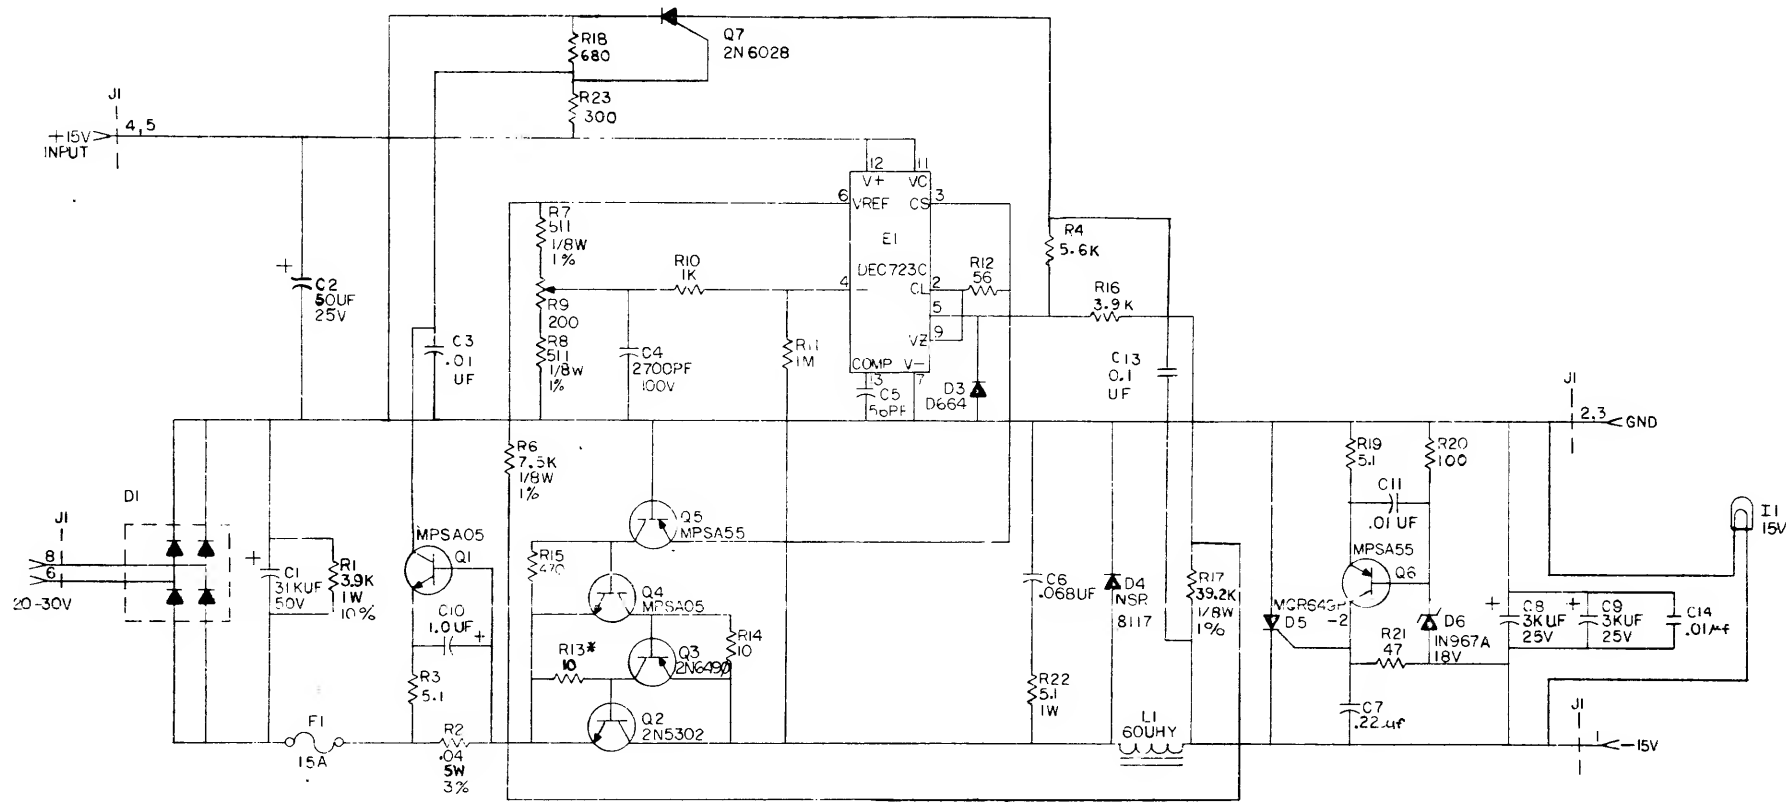 R18
680
Q7
2N6028
R23
300
J1
4,5
+15V
INPUT
12
11
V+
VC
6
VREF
CS
3
E1
DEC723C
R7
511
1/8W
1%
R10
1K
R9
200
R8
511
1/8W
1%
4
CL
2
5
VZ
9
R12
56
R4
5.6K
R16
3.9K
C2
50UF
25V
+
C3
.01
UF
C4
2700PF
100V
R11
1M
COMP
V-
13
7
C5
56PF
D3
D664
C13
0.1
UF
J1
2,3
GND
R6
7.5K
1/8W
1%
R19
5.1
R20
100
D1
J1
8
6
20-30V
C11
.01UF
I1
15V
+
C1
31KUF
50V
R1
3.9K
1W
10%
MPSA05
Q1
Q5
MPSA55
R15
470
Q4
MPSA05
C10
1.0UF
+
R13*
10
Q3
2N6490
R14
10
R3
5.1
Q2
2N5302
C6
.068UF
D4
NSR
8117
R17
39.2K
1/8W
1%
MPSA55
Q6
MCR649P
-2
D5
R21
47
D6
IN967A
18V
+
C8
3KUF
25V
+
C9
3KUF
25V
C14
.01µf
R22
5.1
1W
C7
.22uf
F1
15A
R2
.04
5W
3%
L1
60UHY
J1
1
-15V